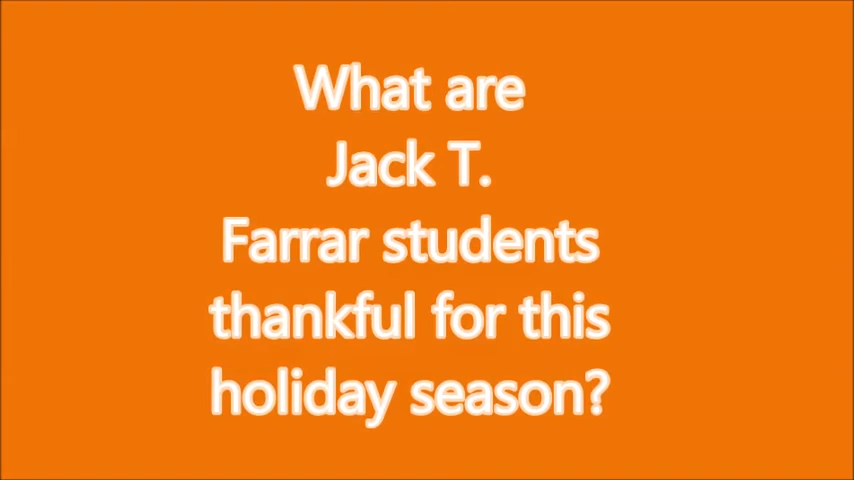 What are
Jack T.
Farrar students
thankful for this
holiday season?